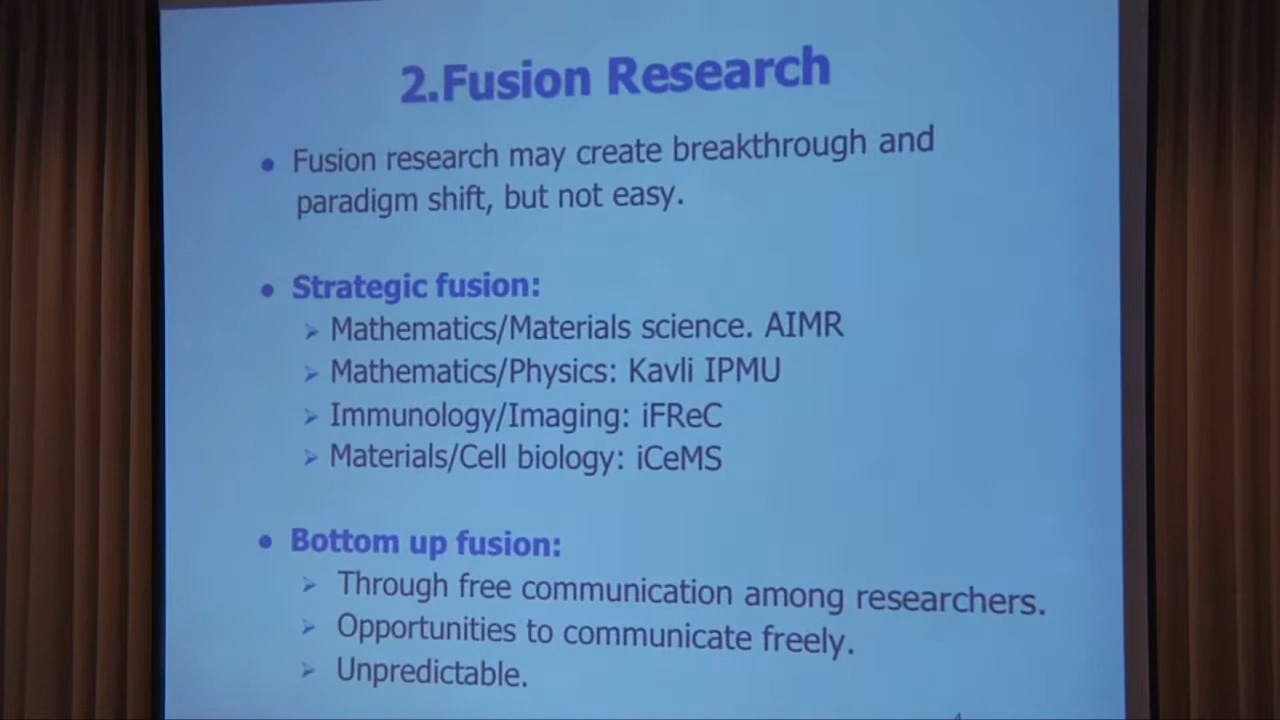 2.Fusion Research
• Fusion research may create breakthrough and
paradigm shift, but not easy.
• Strategic fusion:
➢ Mathematics/Materials science. AIMR
➢ Mathematics/Physics: Kavli IPMU
➢ Immunology/Imaging: iFReC
➢ Materials/Cell biology: iCeMS
• Bottom up fusion:
➢ Through free communication among researchers.
➢ Opportunities to communicate freely.
➢ Unpredictable.